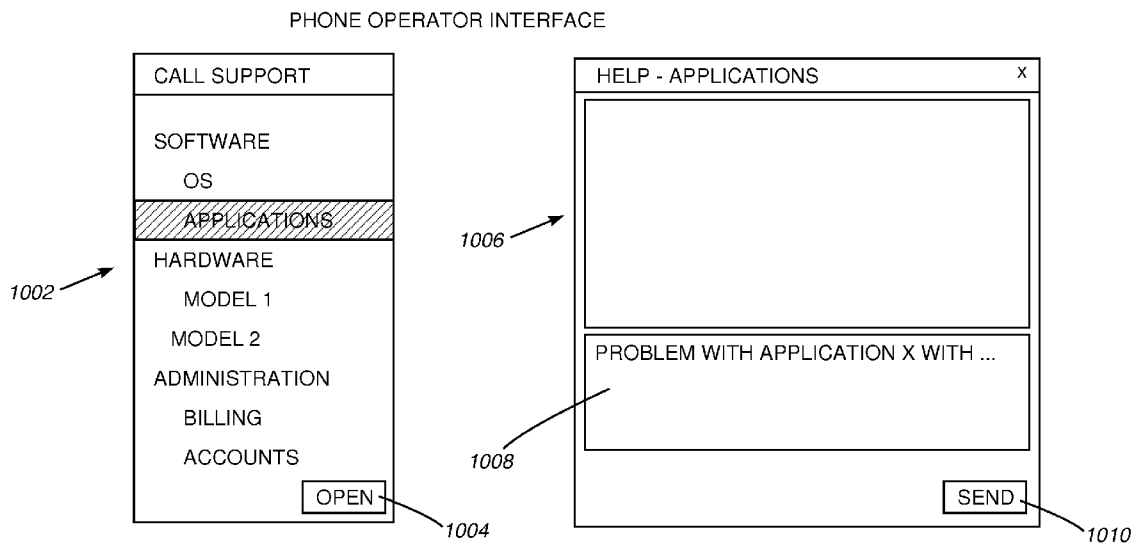 PHONE OPERATOR INTERFACE
CALL SUPPORT
SOFTWARE
OS
APPLICATIONS
HARDWARE
MODEL 1
MODEL 2
ADMINISTRATION
BILLING
ACCOUNTS
OPEN
1002
1004
HELP - APPLICATIONS X
1006
PROBLEM WITH APPLICATION X WITH ...
1008
SEND
1010